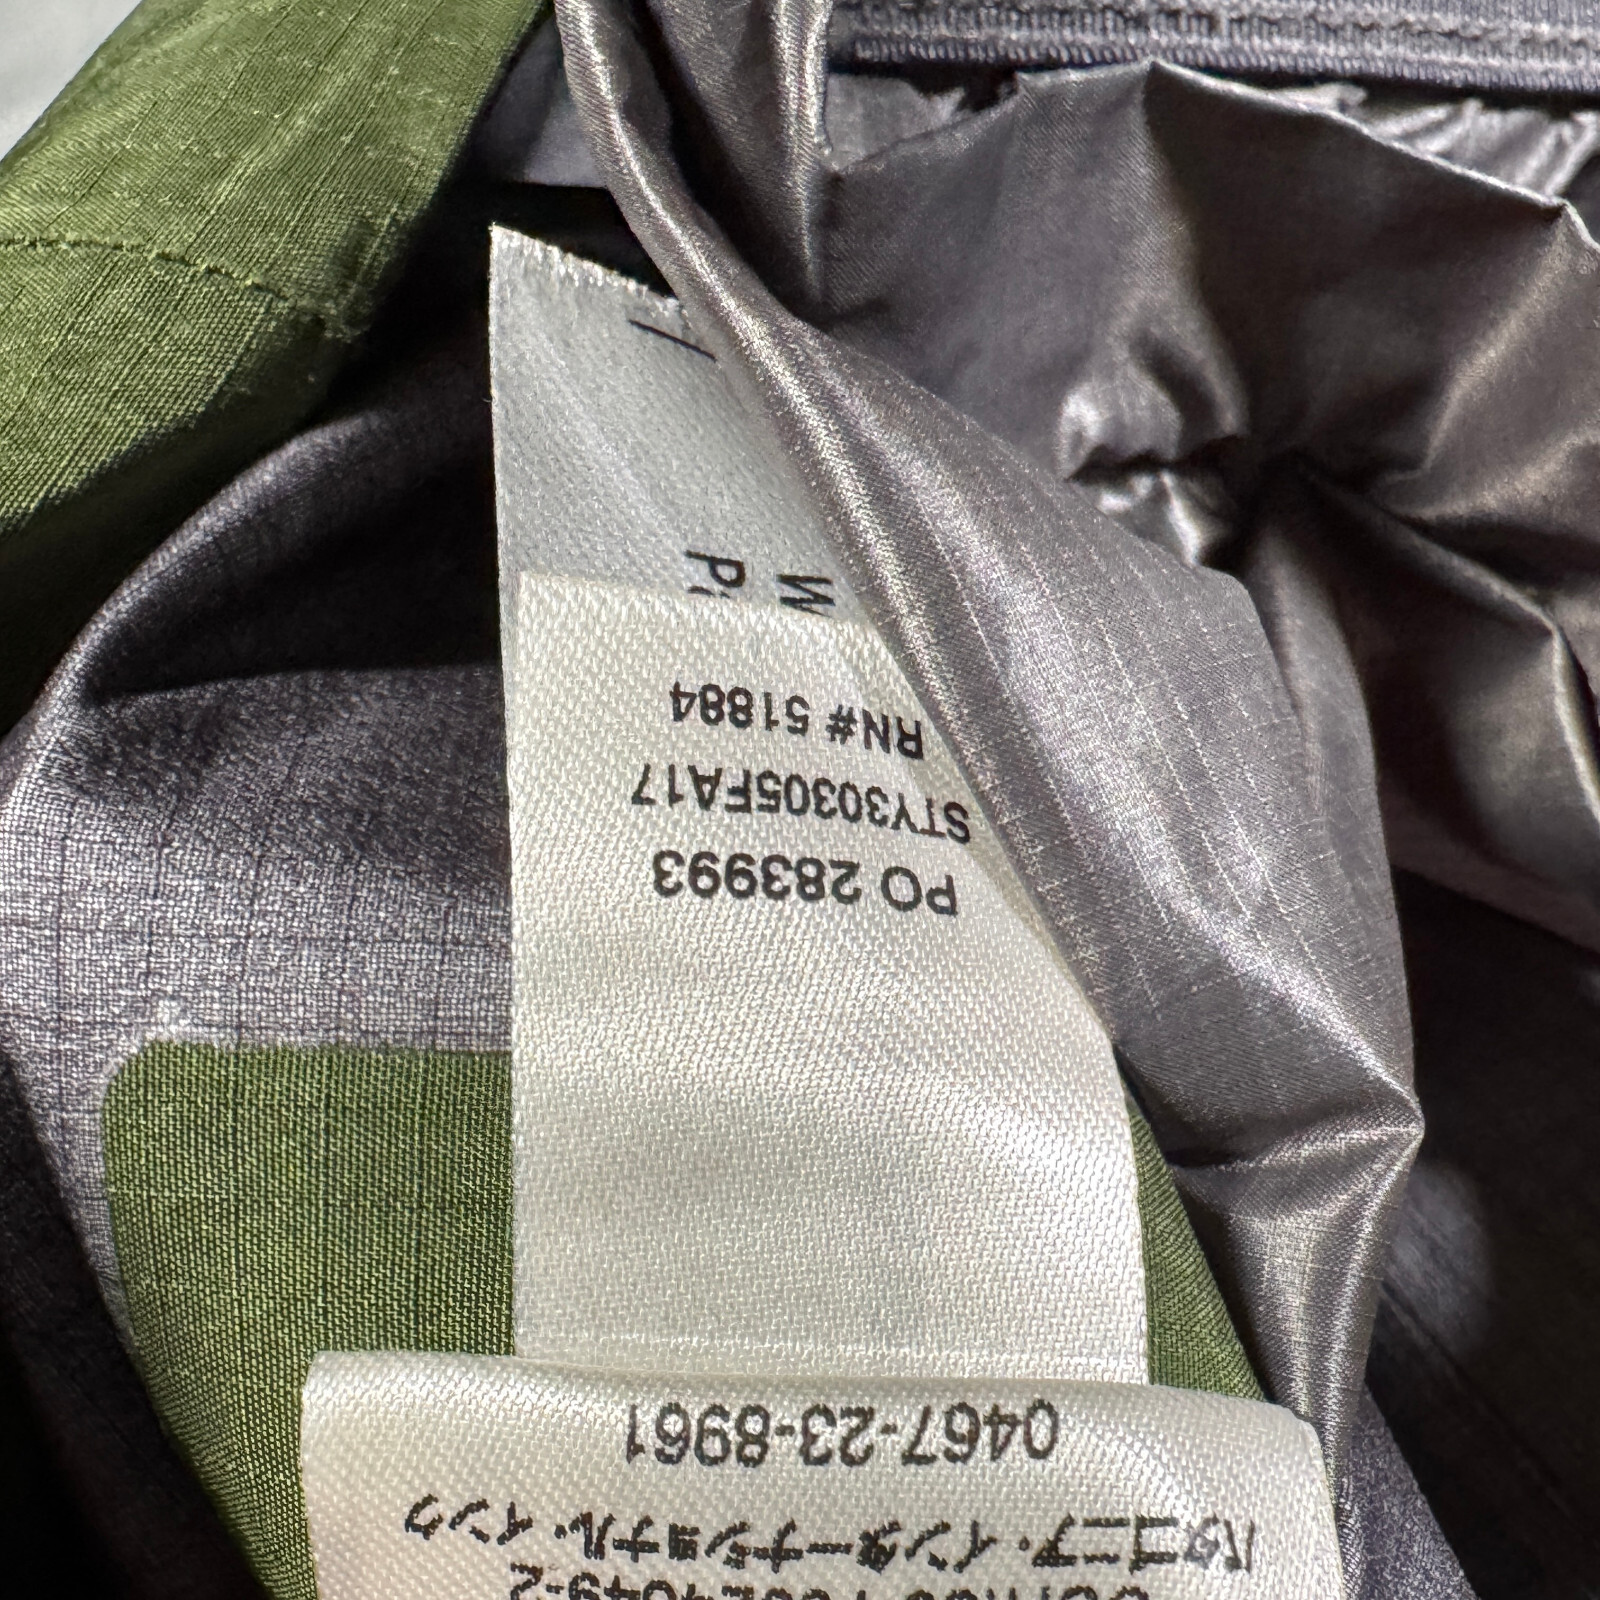 パタゴニア・インターナショナル・インク
0467-23-8961
PO 283993
STY30305FA17
RN# 51884